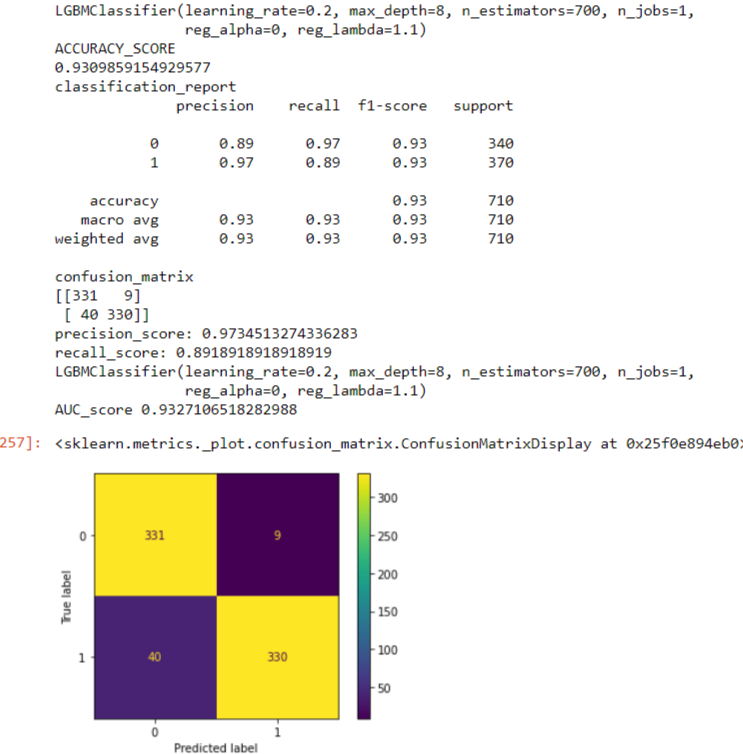 LGBMClassifier(learning_rate=0.2, max_depth=8, n_estimators=700, n_jobs=1,
reg_alpha=0, reg_lambda=1.1)
ACCURACY_SCORE
0.9309859154929577
classification_report
precision recall f1-score support
0 0.89 0.97 0.93 340
1 0.97 0.89 0.93 370
accuracy 0.93 710
macro avg 0.93 0.93 0.93 710
weighted avg 0.93 0.93 0.93 710
confusion_matrix
[[331 9]
[ 40 330]]
precision_score: 0.9734513274336283
recall_score: 0.8918918918918919
LGBMClassifier(learning_rate=0.2, max_depth=8, n_estimators=700, n_jobs=1,
reg_alpha=0, reg_lambda=1.1)
AUC_score 0.9327106518282988
257]: <sklearn.metrics._plot.confusion_matrix.ConfusionMatrixDisplay at 0x25f0e894eb0>
300
0 331 9
250
200
True label
150
1 40 330
100
50
0 1
Predicted label